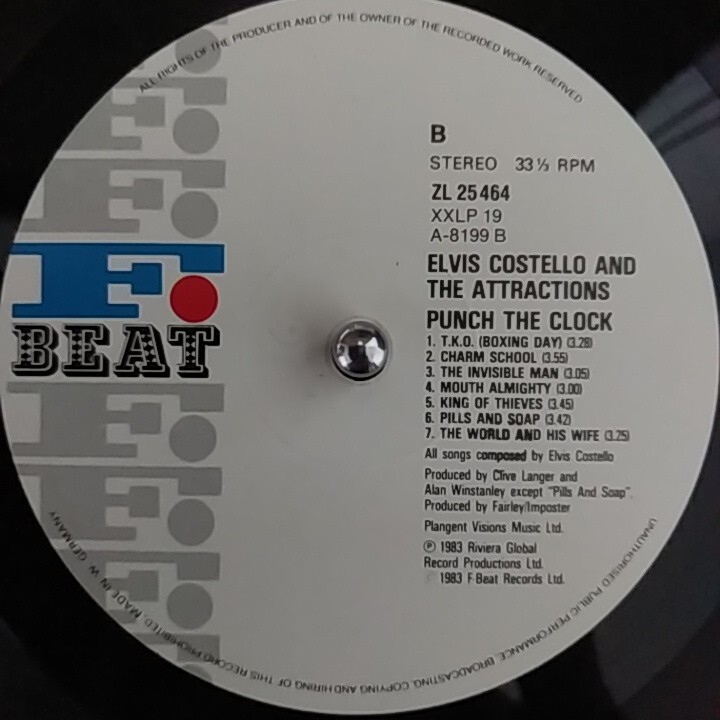 ALL RIGHTS OF THE PRODUCER AND OF THE OWNER OF THE RECORDED WORK RESERVED
B
STEREO 33⅓ RPM
ZL 25464
XXLP 19
A-8199 B
F.
BEAT
ELVIS COSTELLO AND
THE ATTRACTIONS
PUNCH THE CLOCK
1. T.K.O. (BOXING DAY) (3.28)
2. CHARM SCHOOL (3.55)
3. THE INVISIBLE MAN (3.05)
4. MOUTH ALMIGHTY (3.00)
5. KING OF THIEVES (3.45)
6. PILLS AND SOAP (3.42)
7. THE WORLD AND HIS WIFE (3.25)
All songs composed by Elvis Costello
Produced by Clive Langer and
Alan Winstanley except "Pills And Soap".
Produced by Fairley/Imposter
Plangent Visions Music Ltd.
Ⓟ 1983 Riviera Global
Record Productions Ltd.
© 1983 F-Beat Records Ltd.
UNAUTHORISED PUBLIC PERFORMANCE, BROADCASTING, COPYING AND HIRING OF THIS RECORD PROHIBITED, MADE IN W. GERMANY